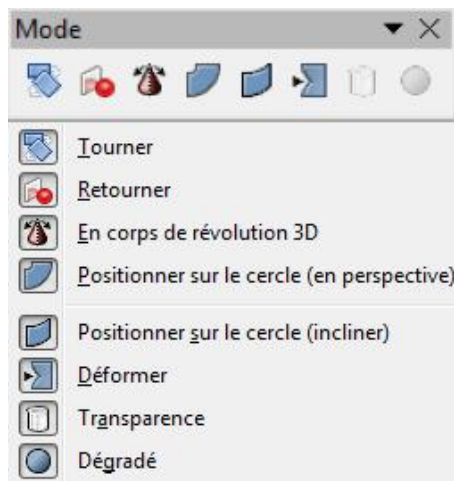 Mode
Tourner
Retourner
En corps de révolution 3D
Positionner sur le cercle (en perspective)
Positionner sur le cercle (incliner)
Déformer
Transparence
Dégradé